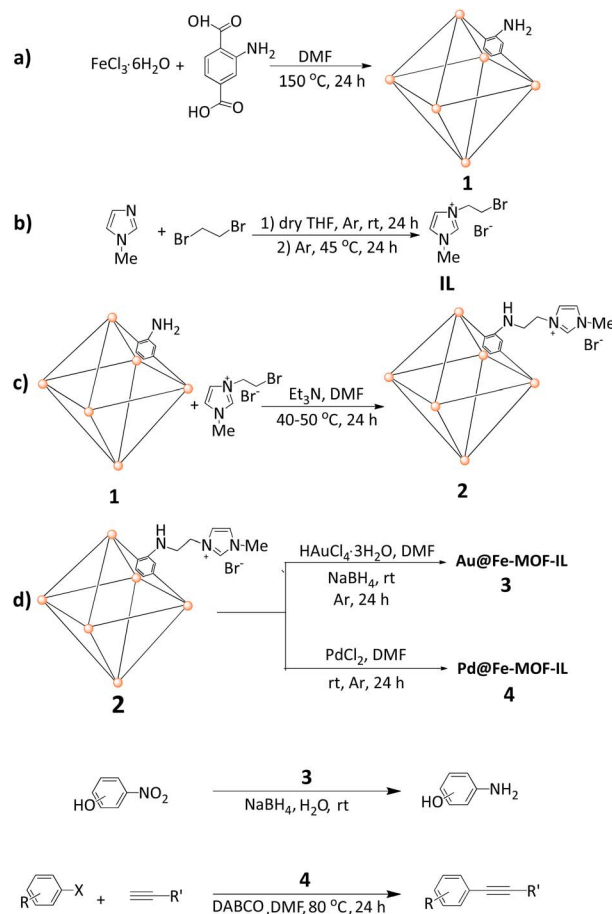 a)
FeCl3·6H2O +
O
OH
NH2
HO
O
DMF
150 °C, 24 h
NH2
1
b)
N
N
Me
+
Br
Br
1) dry THF, Ar, rt, 24 h
2) Ar, 45 °C, 24 h
Br
N
+
Br-
N
Me
IL
c)
NH2
1
+
Br
N
+
Br-
N
Me
Et3N, DMF
40-50 °C, 24 h
H
N
N
+
N
Me
Br-
2
d)
H
N
N
+
N
Me
Br-
2
HAuCl4·3H2O, DMF
NaBH4, rt
Ar, 24 h
Au@Fe-MOF-IL
3
PdCl2, DMF
rt, Ar, 24 h
Pd@Fe-MOF-IL
4
HO
NO2
3
NaBH4, H2O, rt
HO
NH2
R
X
+
R'
4
DABCO,DMF,80 °C, 24 h
R
R'